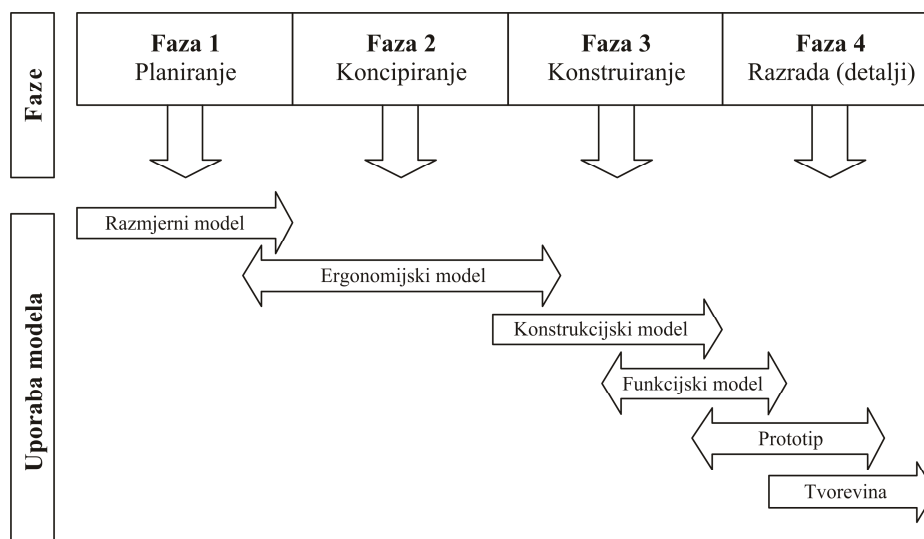 Faze
Faza 1
Planiranje
Faza 2
Koncipiranje
Faza 3
Konstruiranje
Faza 4
Razrada (detalji)
Uporaba modela
Razmjerni model
Ergonomijski model
Konstrukcijski model
Funkcijski model
Prototip
Tvorevina